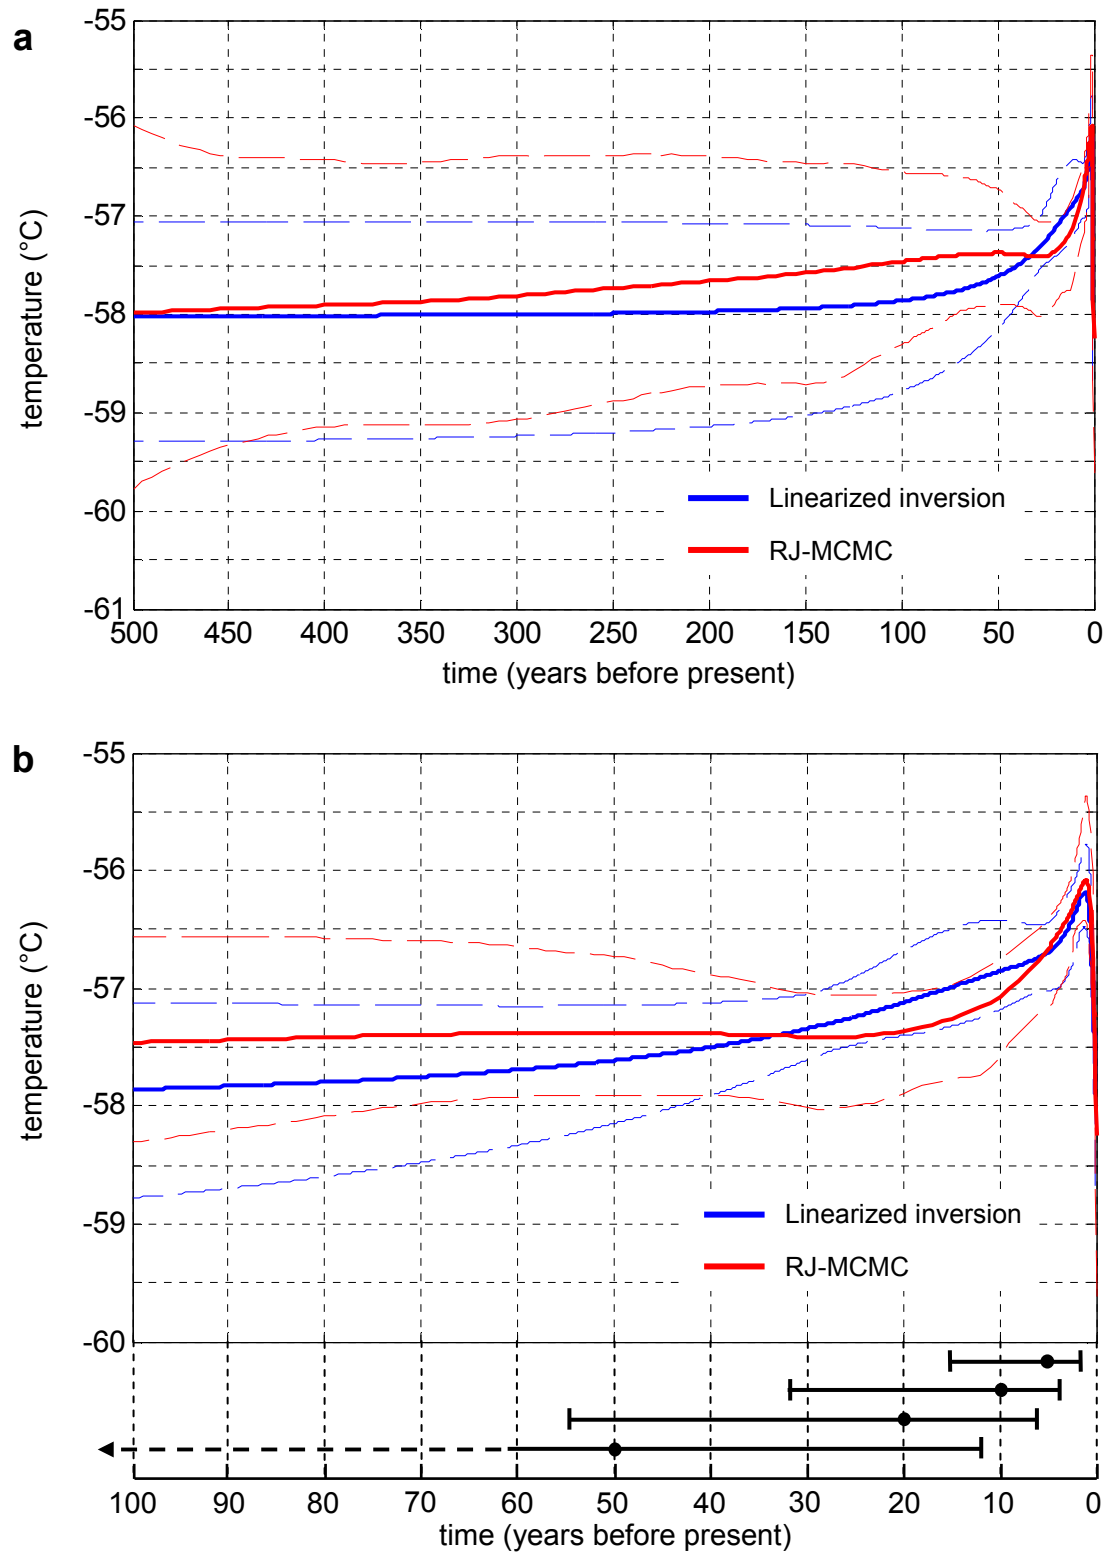 a
-55
-56
-57
-58
-59
-60
-61
temperature (°C)
Linearized inversion
RJ-MCMC
500 450 400 350 300 250 200 150 100 50 0
time (years before present)
b
-55
-56
-57
-58
-59
-60
temperature (°C)
Linearized inversion
RJ-MCMC
100 90 80 70 60 50 40 30 20 10 0
time (years before present)